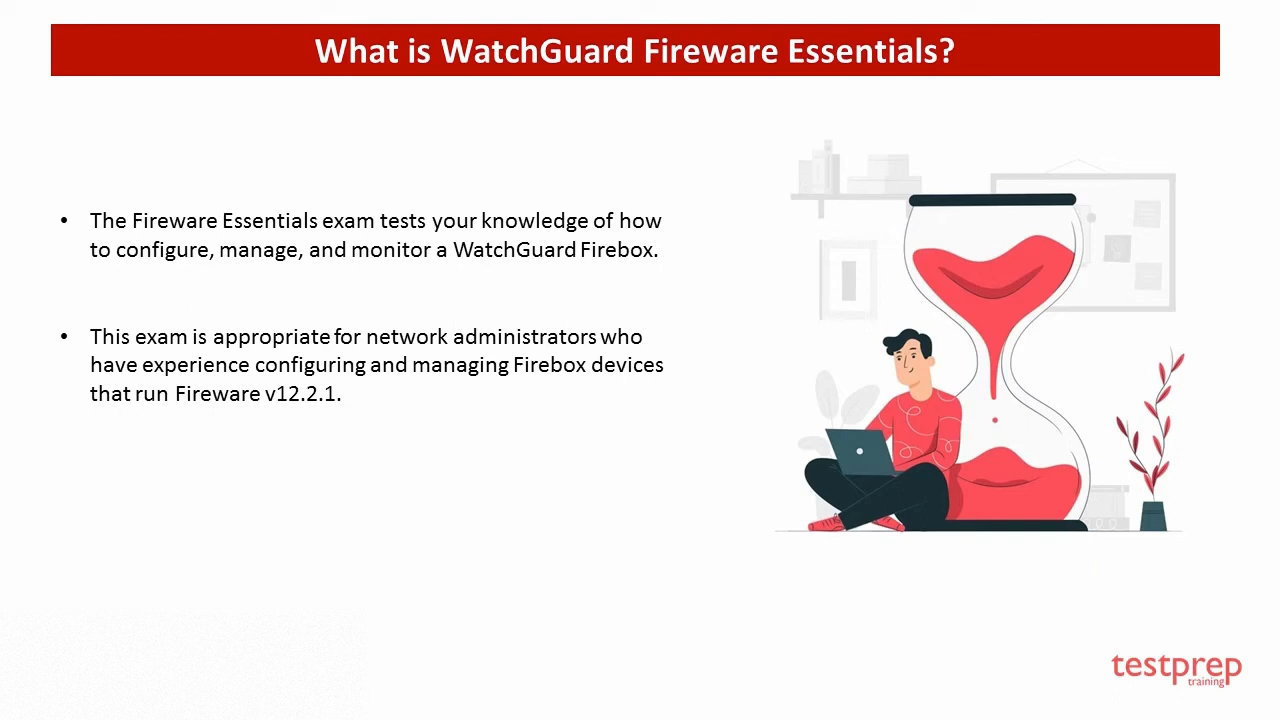 What is WatchGuard Fireware Essentials?
• The Fireware Essentials exam tests your knowledge of how
to configure, manage, and monitor a WatchGuard Firebox.
• This exam is appropriate for network administrators who
have experience configuring and managing Firebox devices
that run Fireware v12.2.1.
testprep
training